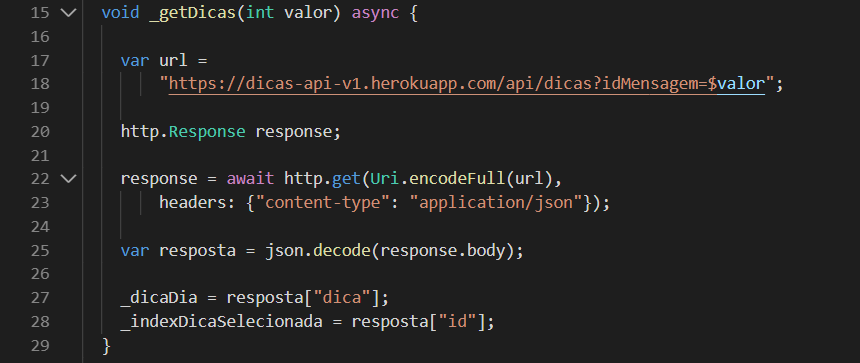 15 void _getDicas(int valor) async {
16
17 var url =
18 "https://dicas-api-v1.herokuapp.com/api/dicas?idMensagem=$valor";
19
20 http.Response response;
21
22 response = await http.get(Uri.encodeFull(url),
23 headers: {"content-type": "application/json"});
24
25 var resposta = json.decode(response.body);
26
27 _dicaDia = resposta["dica"];
28 _indexDicaSelecionada = resposta["id"];
29 }